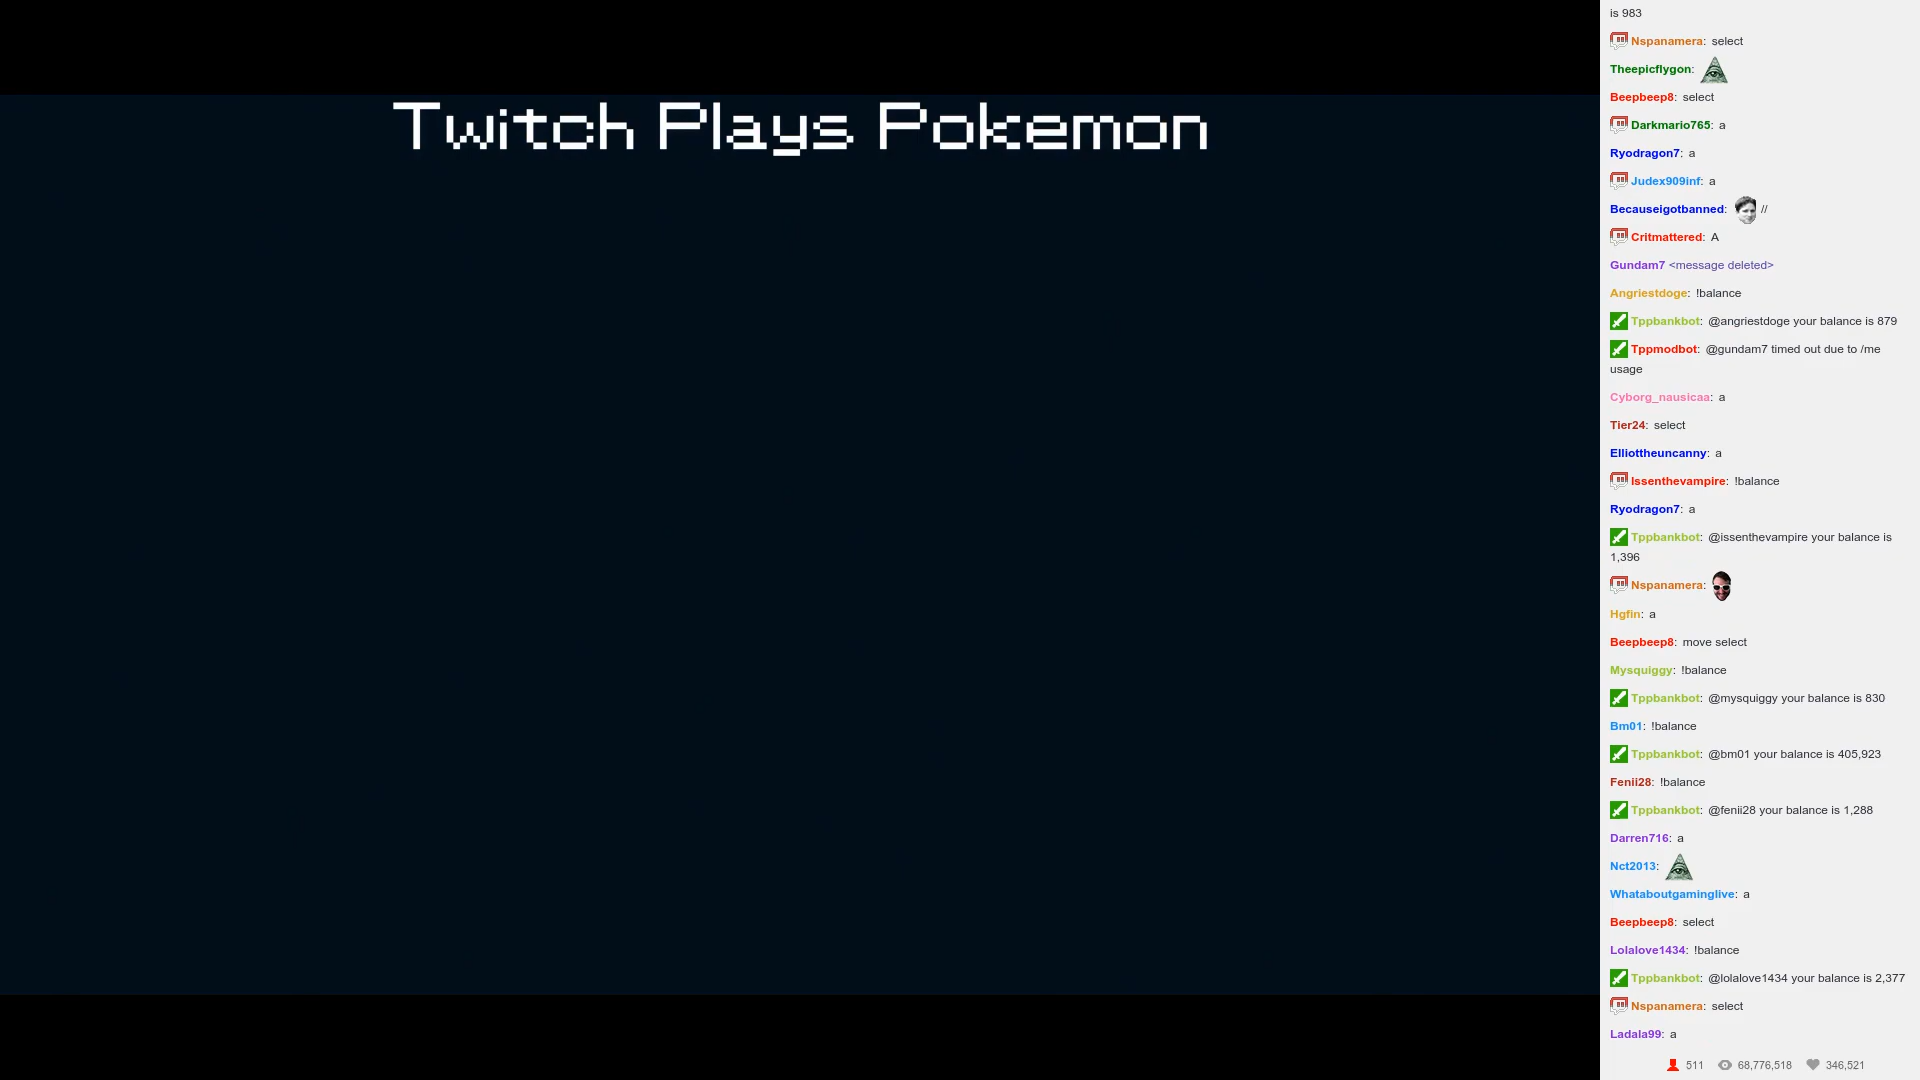 Twitch Plays Pokemon
is 983
Nspanamera: select
Theepicflygon:
Beepbeep8: select
Darkmario765: a
Ryodragon7: a
Judex909inf: a
Becauseigotbanned: //
Critmattered: A
Gundam7 <message deleted>
Angriestdoge: !balance
Tppbankbot: @angriestdoge your balance is 879
Tppmodbot: @gundam7 timed out due to /me
usage
Cyborg_nausicaa: a
Tier24: select
Elliottheuncanny: a
Issenthevampire: !balance
Ryodragon7: a
Tppbankbot: @issenthevampire your balance is
1,396
Nspanamera:
Hgfin: a
Beepbeep8: move select
Mysquiggy: !balance
Tppbankbot: @mysquiggy your balance is 830
Bm01: !balance
Tppbankbot: @bm01 your balance is 405,923
Fenii28: !balance
Tppbankbot: @fenii28 your balance is 1,288
Darren716: a
Nct2013:
Whataboutgaminglive: a
Beepbeep8: select
Lolalove1434: !balance
Tppbankbot: @lolalove1434 your balance is 2,377
Nspanamera: select
Ladala99: a
511 68,776,518 346,521